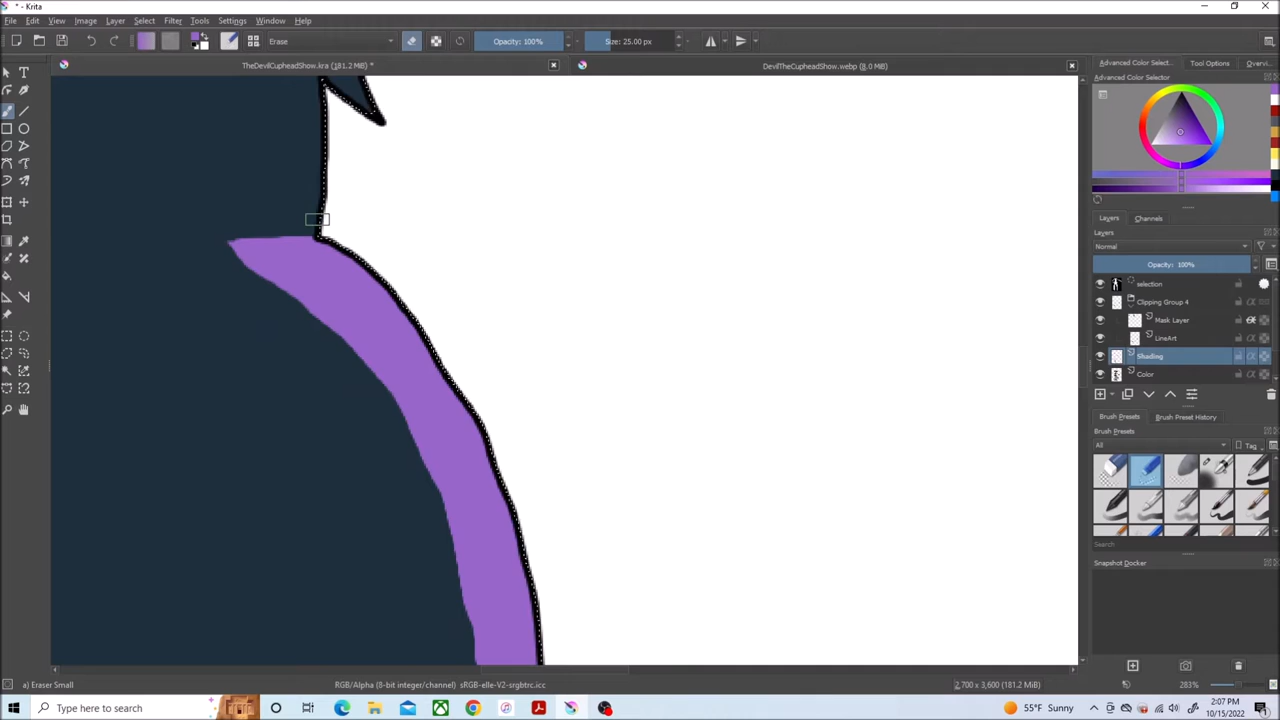 * - Krita
File Edit View Image Layer Select Filter Tools Settings Window Help
Erase
Opacity: 100%
Size: 25.00 px
TheDevilCupheadShow.kra (181.2 MiB) *
DevilTheCupheadShow.webp (8.0 MiB)
Advanced Color Select... Tool Options Overvi...
Advanced Color Selector
Layers Channels
Layers
Normal
Opacity: 100%
selection
Clipping Group 4
Mask Layer
LineArt
Shading
Color
Brush Presets Brush Preset History
Brush Presets
All Tag
Search
Snapshot Docker
a) Eraser Small
RGB/Alpha (8-bit integer/channel) sRGB-elle-V2-srgbtrc.icc
2,700 x 3,600 (181.2 MiB)
283%
Type here to search
55°F Sunny
2:07 PM
10/15/2022